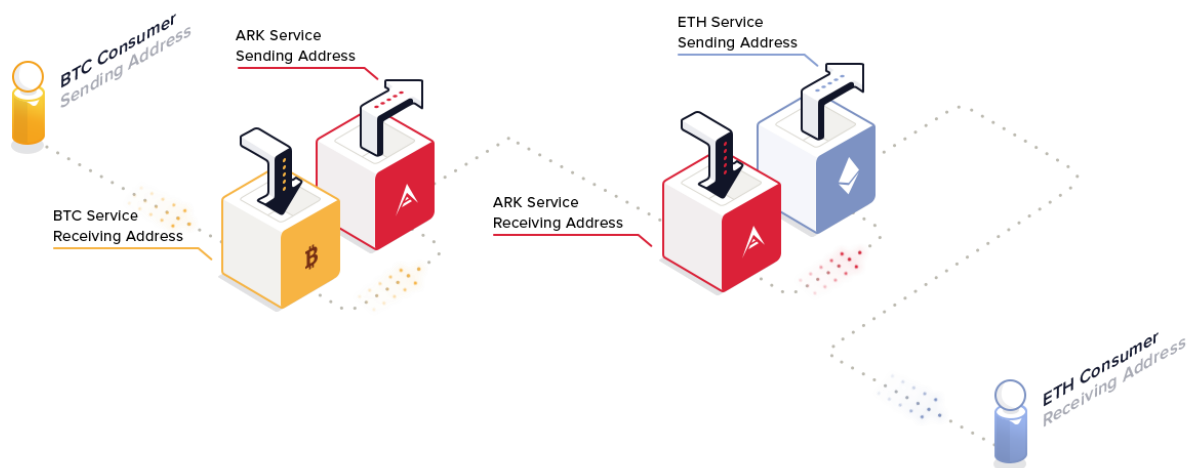 BTC Consumer
Sending Address
ARK Service
Sending Address
ETH Service
Sending Address
BTC Service
Receiving Address
ARK Service
Receiving Address
ETH Consumer
Receiving Address